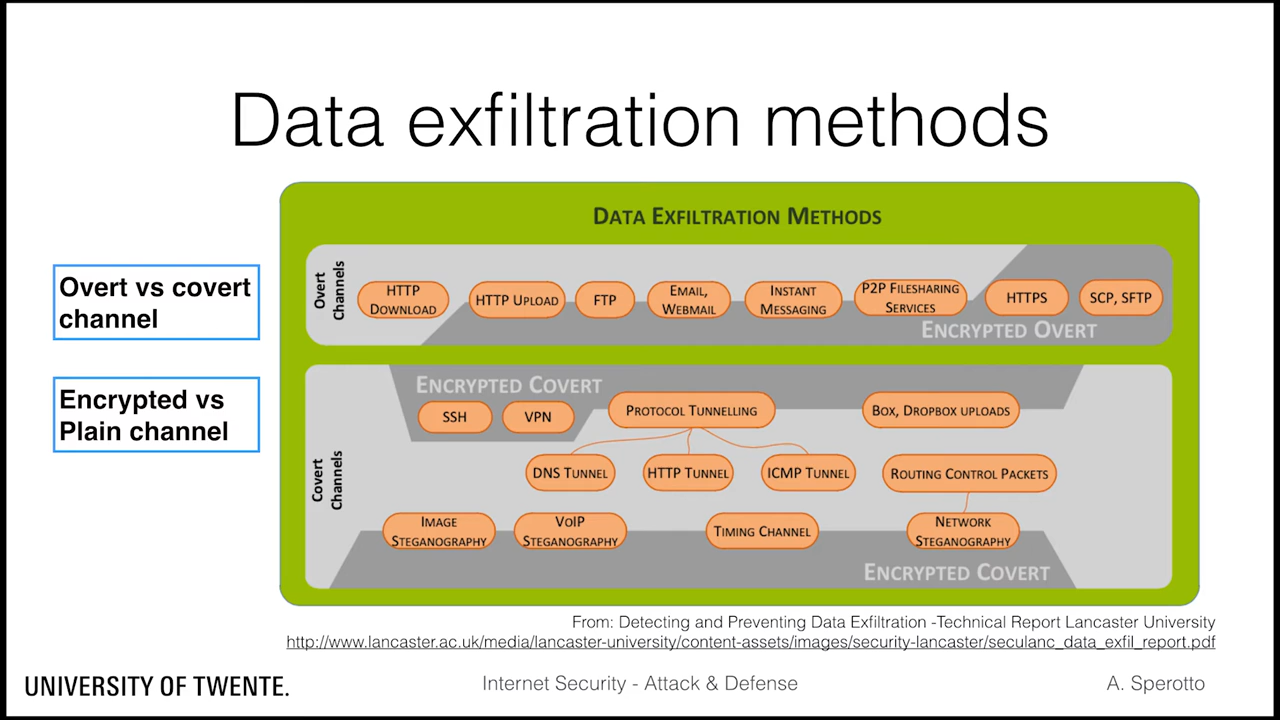 Data exfiltration methods
Overt vs covert
channel
Encrypted vs
Plain channel
DATA EXFILTRATION METHODS
Overt
Channels
HTTP
DOWNLOAD
HTTP UPLOAD
FTP
EMAIL,
WEBMAIL
INSTANT
MESSAGING
P2P FILESHARING
SERVICES
HTTPS
SCP, SFTP
ENCRYPTED OVERT
Covert
Channels
ENCRYPTED COVERT
SSH
VPN
PROTOCOL TUNNELLING
BOX, DROPBOX UPLOADS
DNS TUNNEL
HTTP TUNNEL
ICMP TUNNEL
ROUTING CONTROL PACKETS
IMAGE
STEGANOGRAPHY
VOIP
STEGANOGRAPHY
TIMING CHANNEL
NETWORK
STEGANOGRAPHY
ENCRYPTED COVERT
From: Detecting and Preventing Data Exfiltration -Technical Report Lancaster University
http://www.lancaster.ac.uk/media/lancaster-university/content-assets/images/security-lancaster/seculanc_data_exfil_report.pdf
UNIVERSITY OF TWENTE.
Internet Security - Attack & Defense
A. Sperotto